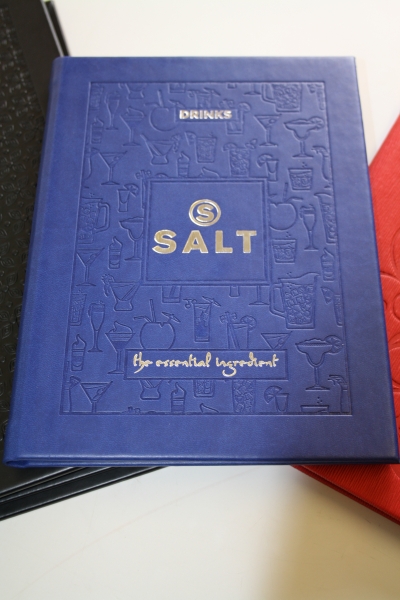 DRINKS
S
SALT
the essential ingredient